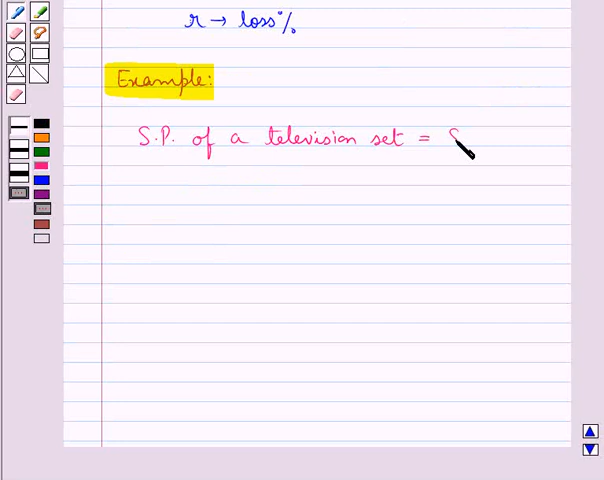 r → loss%
Example:
S.P. of a television set =